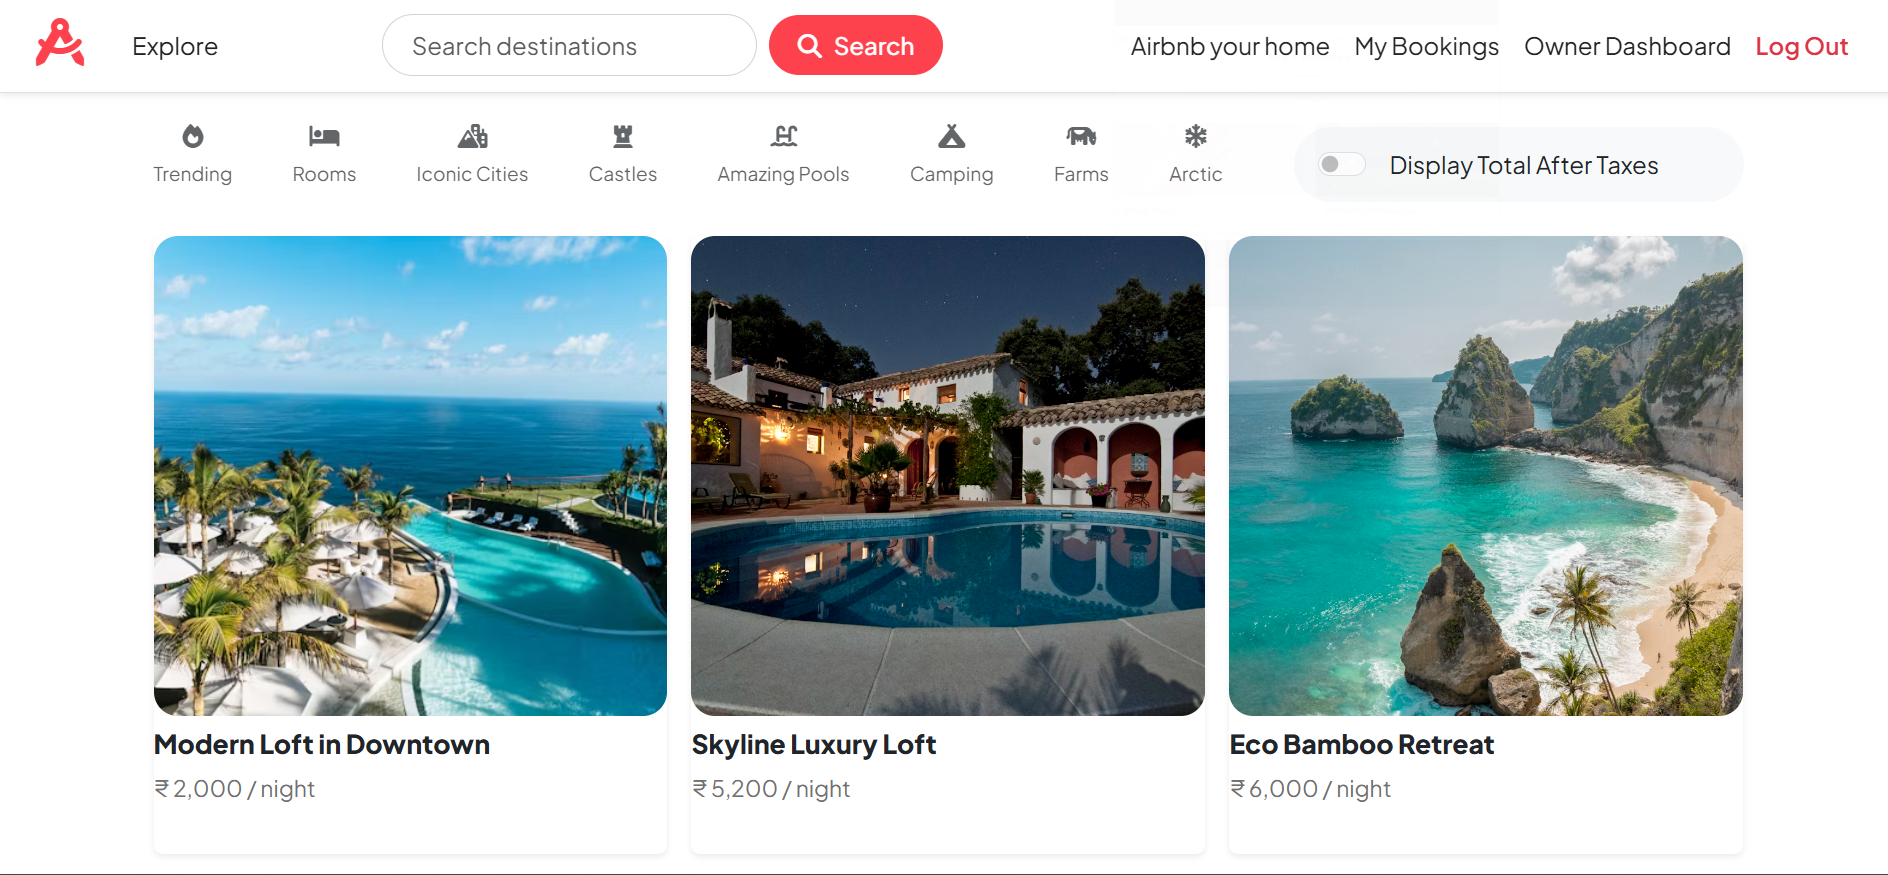 Explore
Search destinations
Search
Airbnb your home
My Bookings
Owner Dashboard
Log Out
Trending
Rooms
Iconic Cities
Castles
Amazing Pools
Camping
Farms
Arctic
Display Total After Taxes
Modern Loft in Downtown
₹ 2,000 / night
Skyline Luxury Loft
₹ 5,200 / night
Eco Bamboo Retreat
₹ 6,000 / night